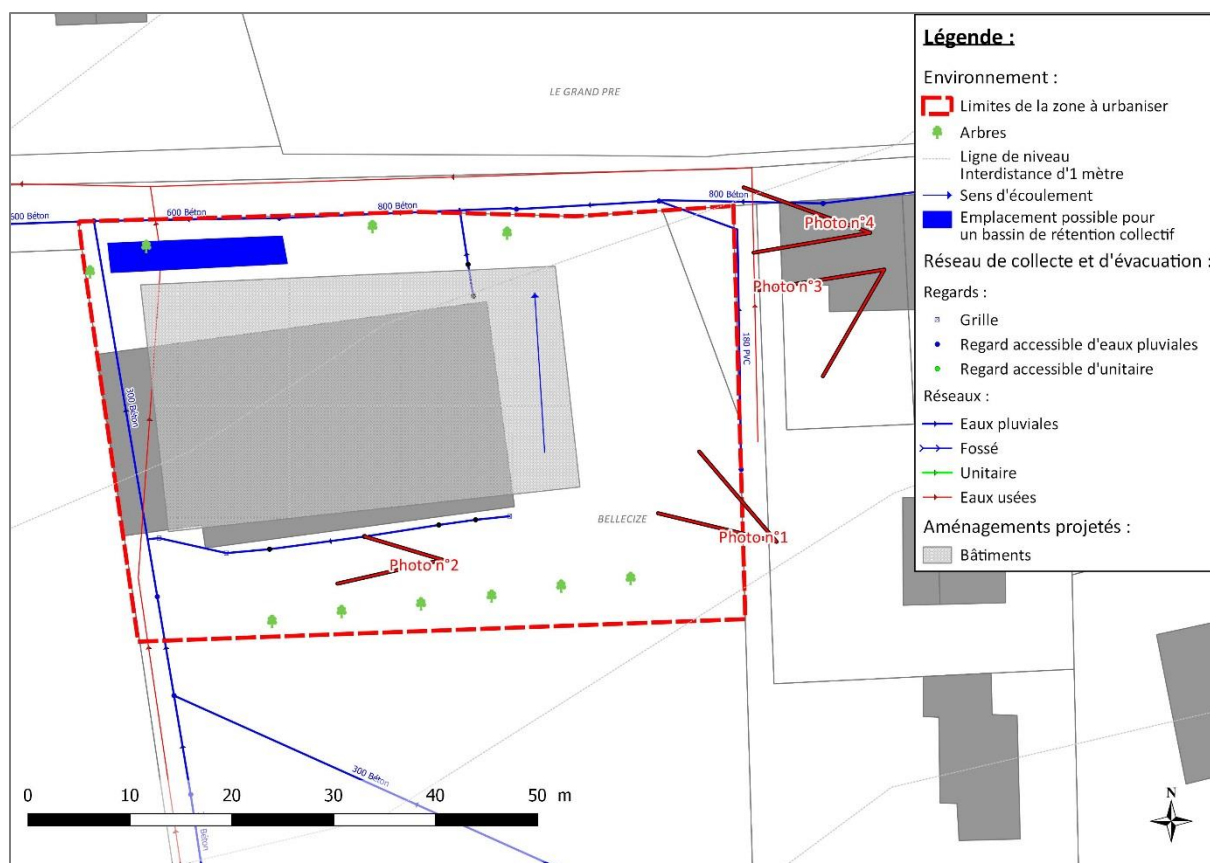 LE GRAND PRE
600 Béton
600 Béton
800 Béton
800 Béton
Photo n°4
Photo n°3
180 PVC
300 Béton
BELLECIZE
Photo n°1
Photo n°2
300 Béton
Béton
0 10 20 30 40 50 m
N
Légende :
Environnement :
Limites de la zone à urbaniser
Arbres
Ligne de niveau
Interdistance d'1 mètre
Sens d'écoulement
Emplacement possible pour
un bassin de rétention collectif
Réseau de collecte et d'évacuation :
Regards :
Grille
Regard accessible d'eaux pluviales
Regard accessible d'unitaire
Réseaux :
Eaux pluviales
Fossé
Unitaire
Eaux usées
Aménagements projetés :
Bâtiments